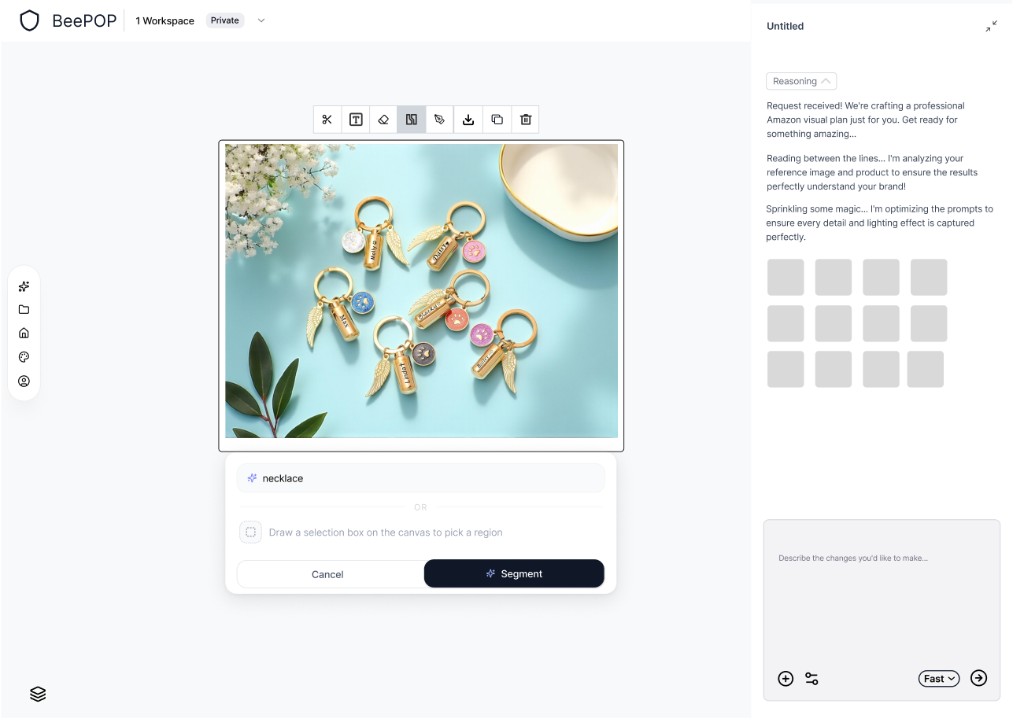 BeePOP
1 Workspace
Private
Untitled
Reasoning
Request received! We're crafting a professional
Amazon visual plan just for you. Get ready for
something amazing...
Reading between the lines... I'm analyzing your
reference image and product to ensure the results
perfectly understand your brand!
Sprinkling some magic... I'm optimizing the prompts to
ensure every detail and lighting effect is captured
perfectly.
Max
necklace
OR
Draw a selection box on the canvas to pick a region
Cancel
Segment
Describe the changes you'd like to make...
Fast